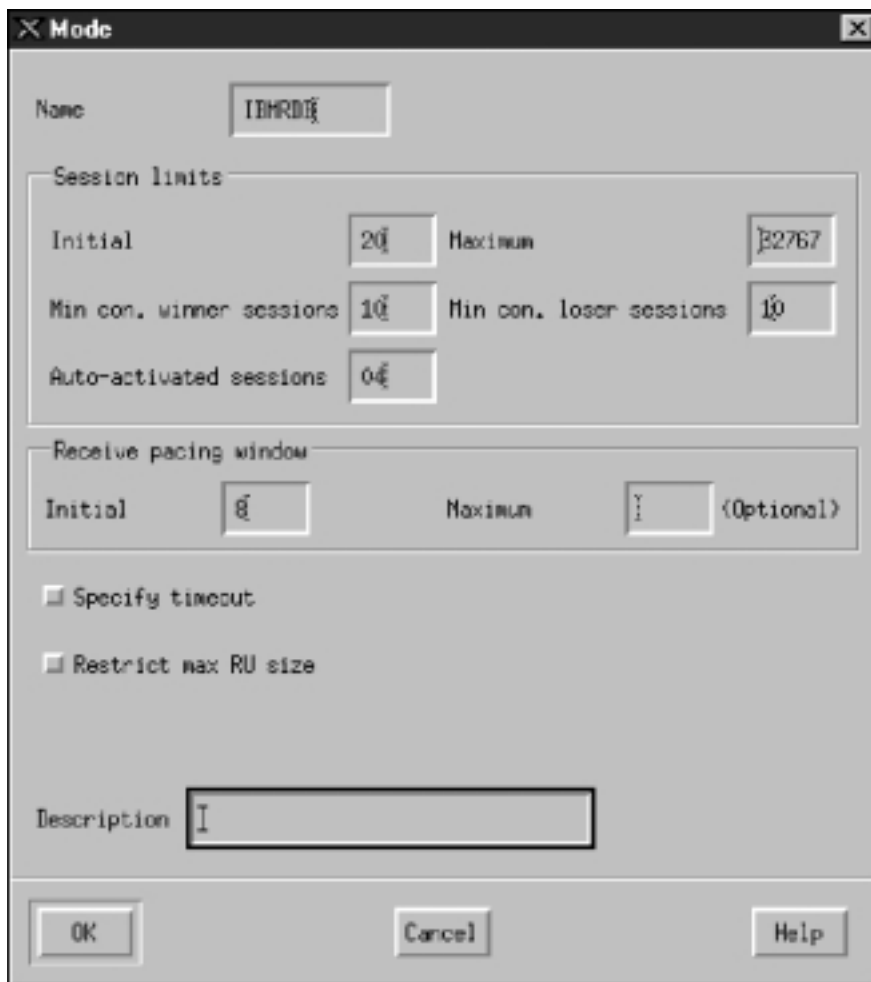 Mode
Name IBMRDB
Session limits
Initial 20 Maximum 32767
Min con. winner sessions 10 Min con. loser sessions 10
Auto-activated sessions 04
Receive pacing window
Initial 8 Maximum (Optional)
Specify timeout
Restrict max RU size
Description
OK Cancel Help